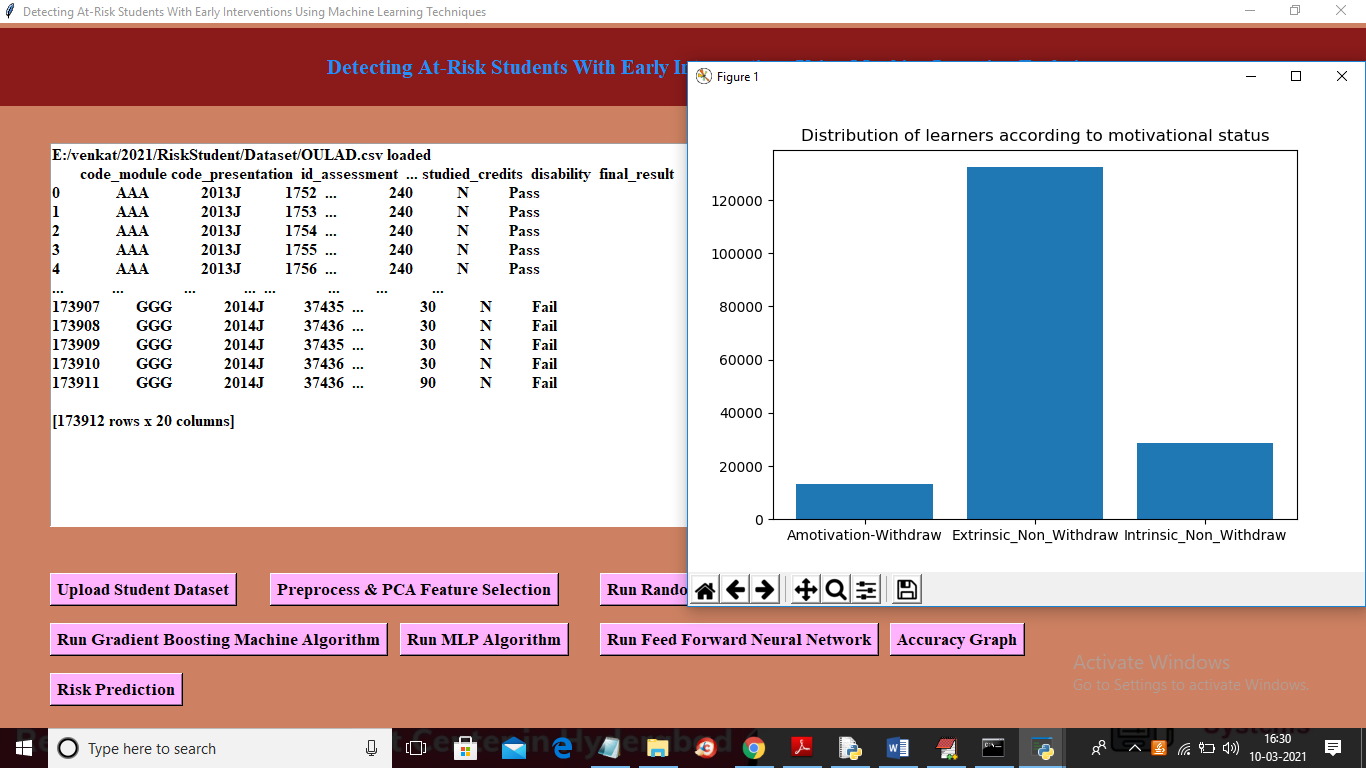 Detecting At-Risk Students With Early Interventions Using Machine Learning Techniques
Detecting At-Risk Students With Early
E:/venkat/2021/RiskStudent/Dataset/OULAD.csv loaded
code_module code_presentation id_assessment ... studied_credits disability final_result
0 AAA 2013J 1752 ... 240 N Pass
1 AAA 2013J 1753 ... 240 N Pass
2 AAA 2013J 1754 ... 240 N Pass
3 AAA 2013J 1755 ... 240 N Pass
4 AAA 2013J 1756 ... 240 N Pass
... ... ... ... ... ... ... ...
173907 GGG 2014J 37435 ... 30 N Fail
173908 GGG 2014J 37436 ... 30 N Fail
173909 GGG 2014J 37435 ... 30 N Fail
173910 GGG 2014J 37436 ... 30 N Fail
173911 GGG 2014J 37436 ... 90 N Fail
[173912 rows x 20 columns]
Figure 1
Distribution of learners according to motivational status
120000
100000
80000
60000
40000
20000
0
Amotivation-Withdraw Extrinsic_Non_Withdraw Intrinsic_Non_Withdraw
Upload Student Dataset
Preprocess & PCA Feature Selection
Run Rando
Run Gradient Boosting Machine Algorithm
Run MLP Algorithm
Run Feed Forward Neural Network
Accuracy Graph
Risk Prediction
Activate Windows
Go to Settings to activate Windows.
Type here to search
16:30
10-03-2021